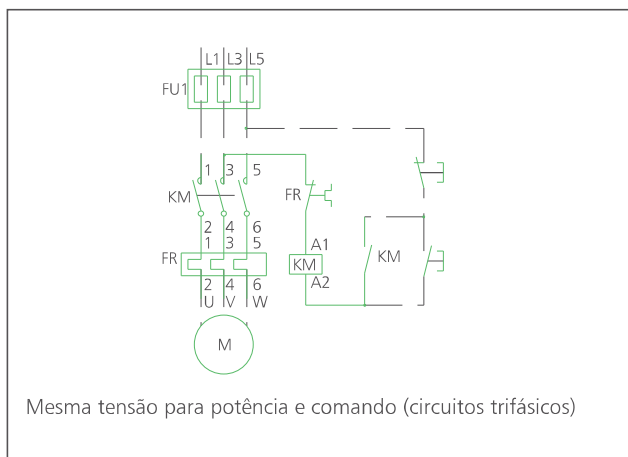 L1 L3 L5
FU1
1 3 5
KM
FR
2 4 6
1 3 5
A1
FR
KM
KM
A2
2 4 6
U V W
M
Mesma tensão para potência e comando (circuitos trifásicos)